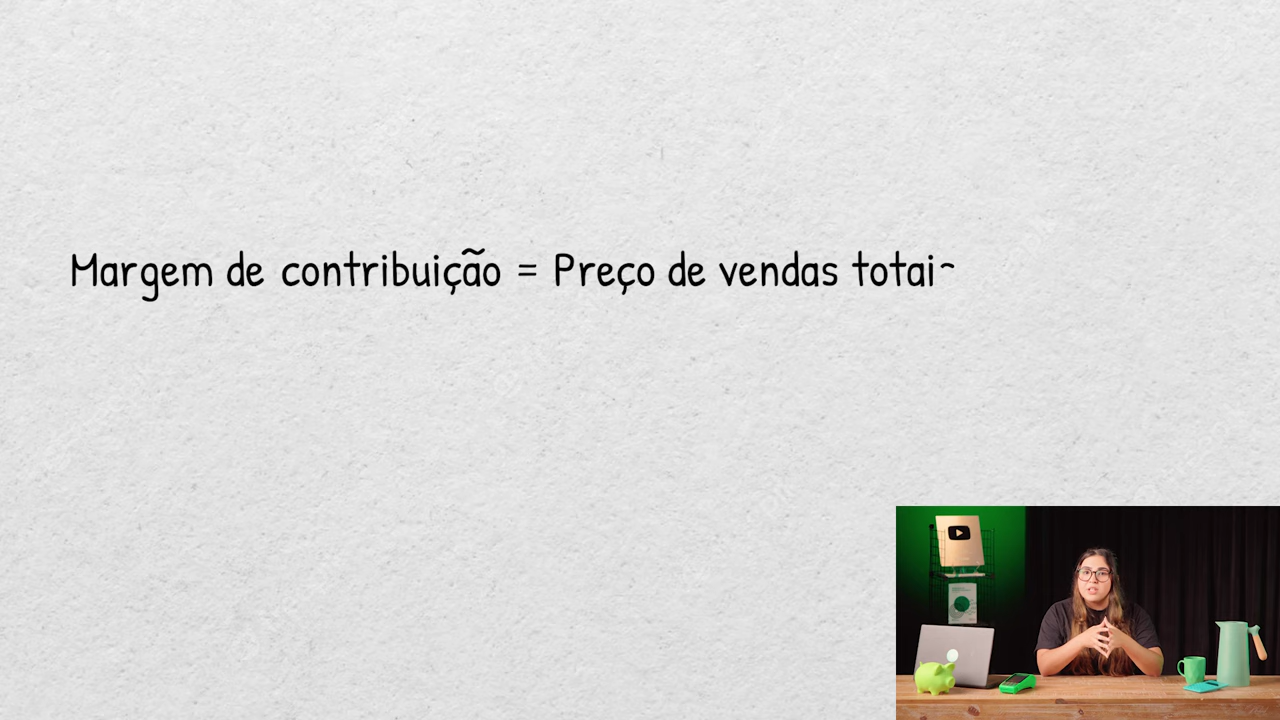 Margem de contribuição = Preço de vendas totai